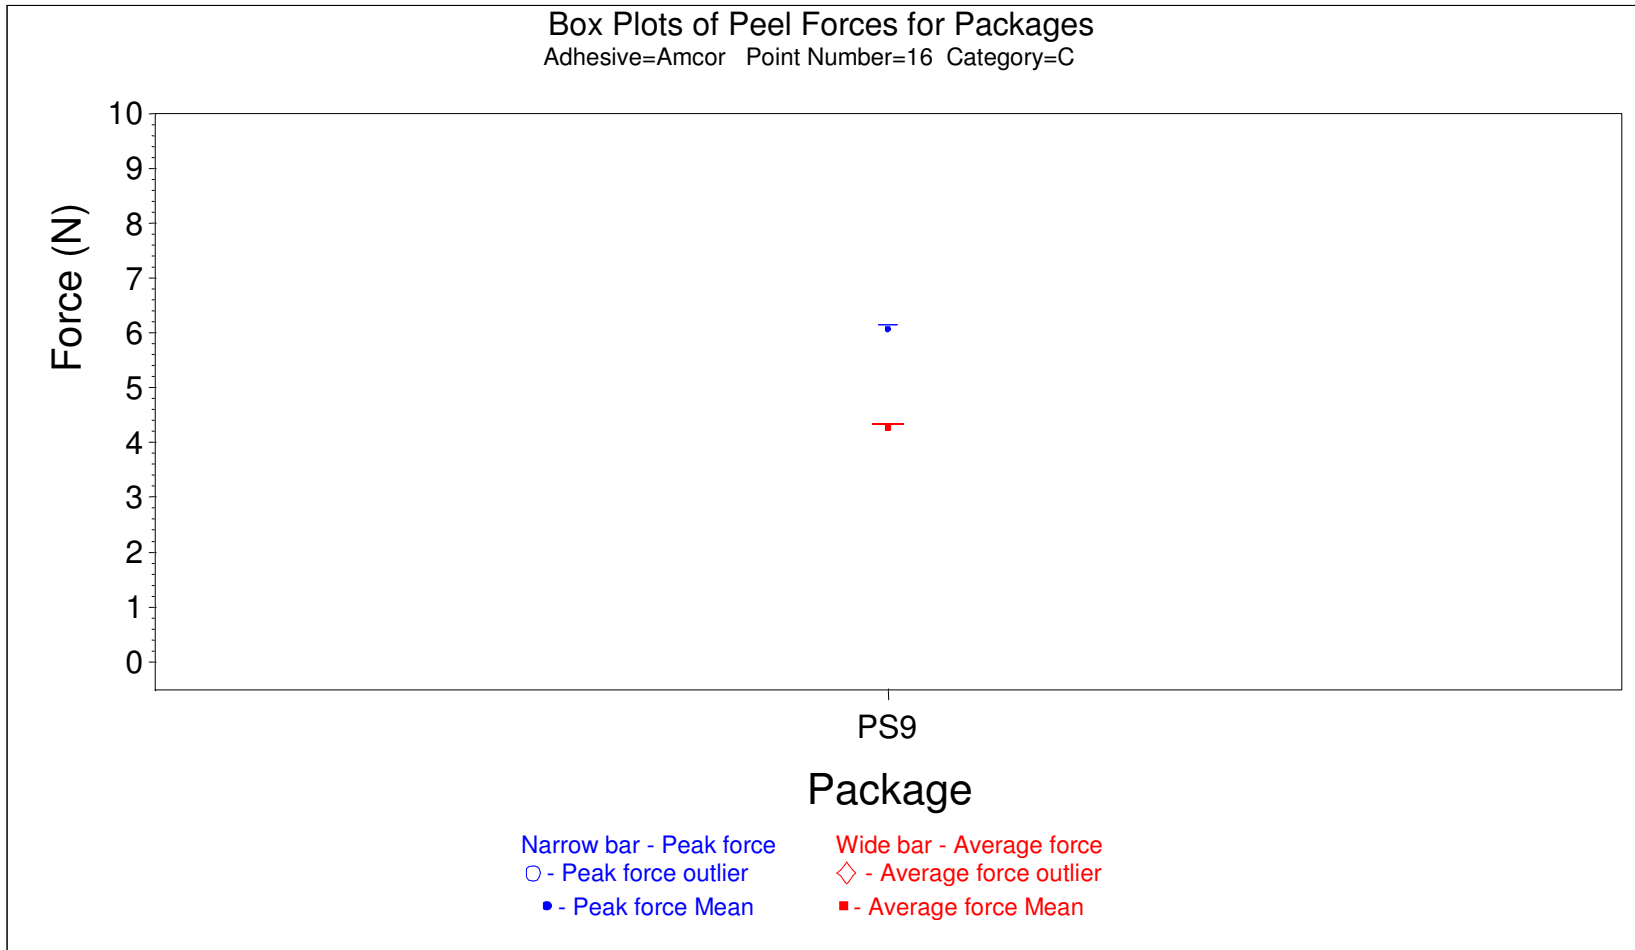 Box Plots of Peel Forces for Packages
Adhesive=Amcor Point Number=16 Category=C
Force (N)
10
9
8
7
6
5
4
3
2
1
0
PS9
Package
Narrow bar - Peak force Wide bar - Average force
- Peak force outlier - Average force outlier
- Peak force Mean - Average force Mean